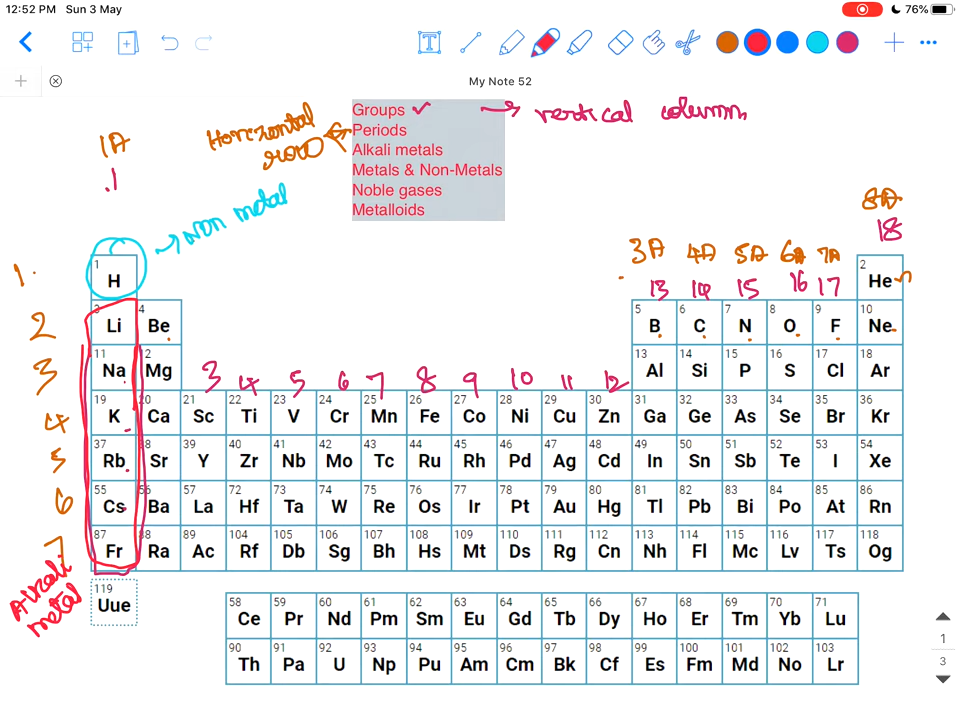 12:52 PM Sun 3 May
76%
My Note 52
Groups ✓ → vertical column
Periods
Horizontal row
Alkali metals
Metals & Non-Metals
Noble gases
Metalloids
1A
1
Non metal
8A
18
3A 4A 5A 6A 7A
13 14 15 16 17
1
1 H
2 He
2
3 Li
4 Be
5 B
6 C
7 N
8 O
9 F
10 Ne
3
11 Na
12 Mg
3 4 5 6 7 8 9 10 11 12
13 Al
14 Si
15 P
16 S
17 Cl
18 Ar
4
19 K
20 Ca
21 Sc
22 Ti
23 V
24 Cr
25 Mn
26 Fe
27 Co
28 Ni
29 Cu
30 Zn
31 Ga
32 Ge
33 As
34 Se
35 Br
36 Kr
5
37 Rb
38 Sr
39 Y
40 Zr
41 Nb
42 Mo
43 Tc
44 Ru
45 Rh
46 Pd
47 Ag
48 Cd
49 In
50 Sn
51 Sb
52 Te
53 I
54 Xe
6
55 Cs
56 Ba
57 La
72 Hf
73 Ta
74 W
75 Re
76 Os
77 Ir
78 Pt
79 Au
80 Hg
81 Tl
82 Pb
83 Bi
84 Po
85 At
86 Rn
7
87 Fr
88 Ra
89 Ac
104 Rf
105 Db
106 Sg
107 Bh
108 Hs
109 Mt
110 Ds
111 Rg
112 Cn
113 Nh
114 Fl
115 Mc
116 Lv
117 Ts
118 Og
Alkali
metal
119 Uue
58 Ce
59 Pr
60 Nd
61 Pm
62 Sm
63 Eu
64 Gd
65 Tb
66 Dy
67 Ho
68 Er
69 Tm
70 Yb
71 Lu
90 Th
91 Pa
92 U
93 Np
94 Pu
95 Am
96 Cm
97 Bk
98 Cf
99 Es
100 Fm
101 Md
102 No
103 Lr
1
3